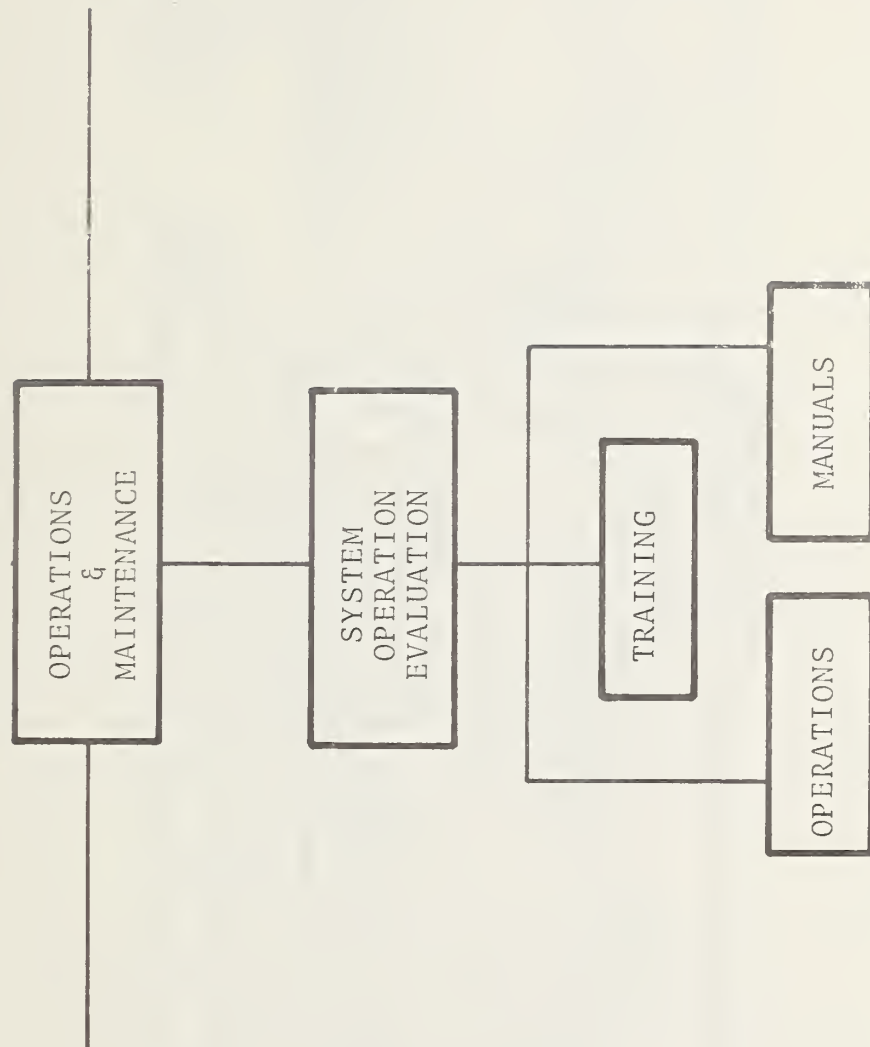 OPERATIONS
&
MAINTENANCE
SYSTEM
OPERATION
EVALUATION
TRAINING
OPERATIONS
MANUALS